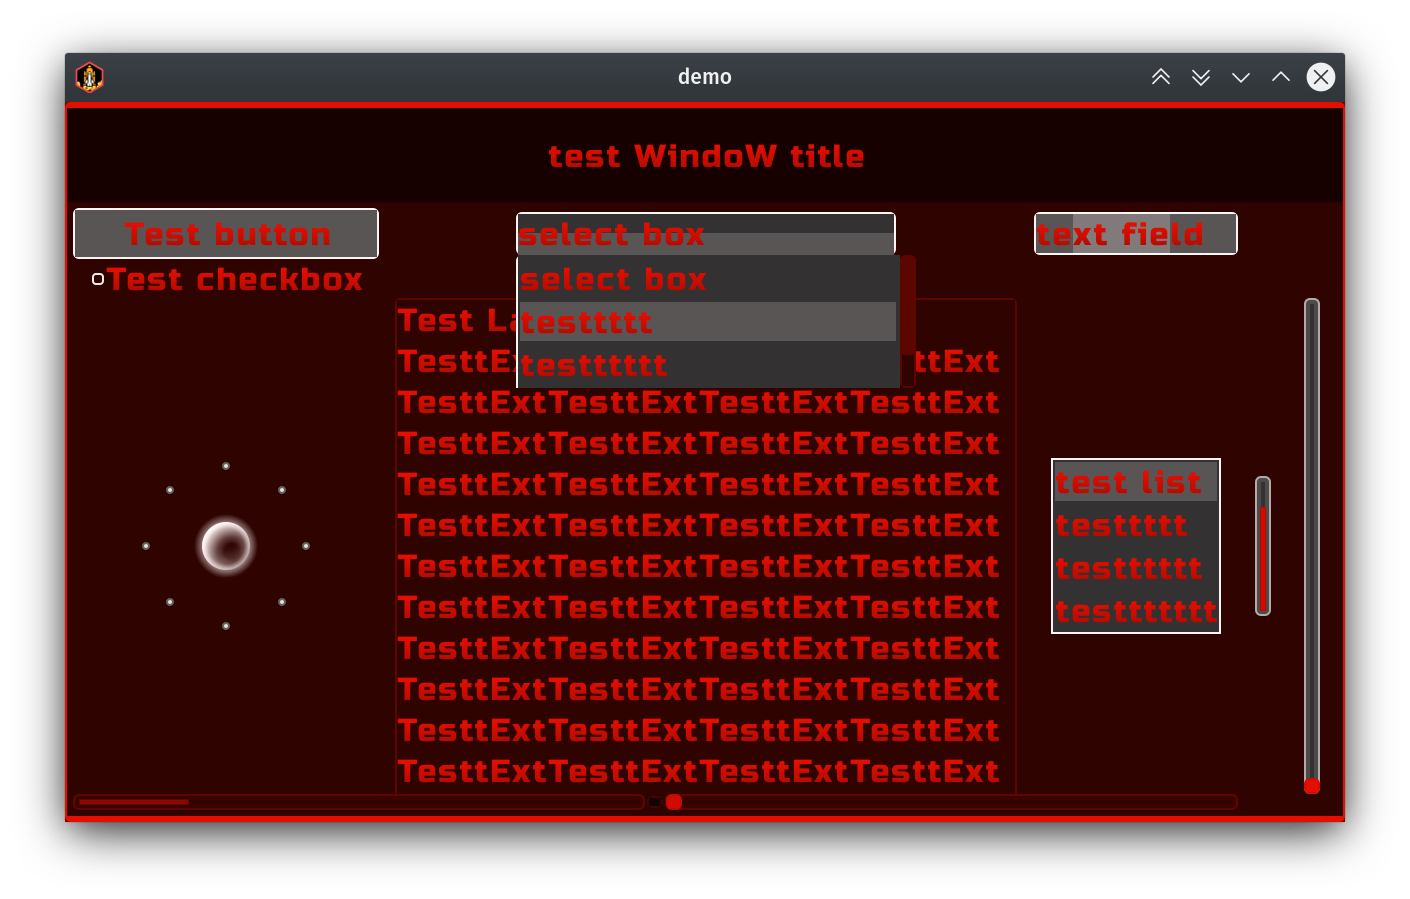 demo
test WindoW title
Test button
select box
text field
Test checkbox
select box
testtttt
testttttt
Test La
TesttEx
ttExt
TesttExtTesttExtTesttExtTesttExt
TesttExtTesttExtTesttExtTesttExt
TesttExtTesttExtTesttExtTesttExt
TesttExtTesttExtTesttExtTesttExt
TesttExtTesttExtTesttExtTesttExt
TesttExtTesttExtTesttExtTesttExt
TesttExtTesttExtTesttExtTesttExt
TesttExtTesttExtTesttExtTesttExt
TesttExtTesttExtTesttExtTesttExt
TesttExtTesttExtTesttExtTesttExt
test list
testtttt
testttttt
testtttttt